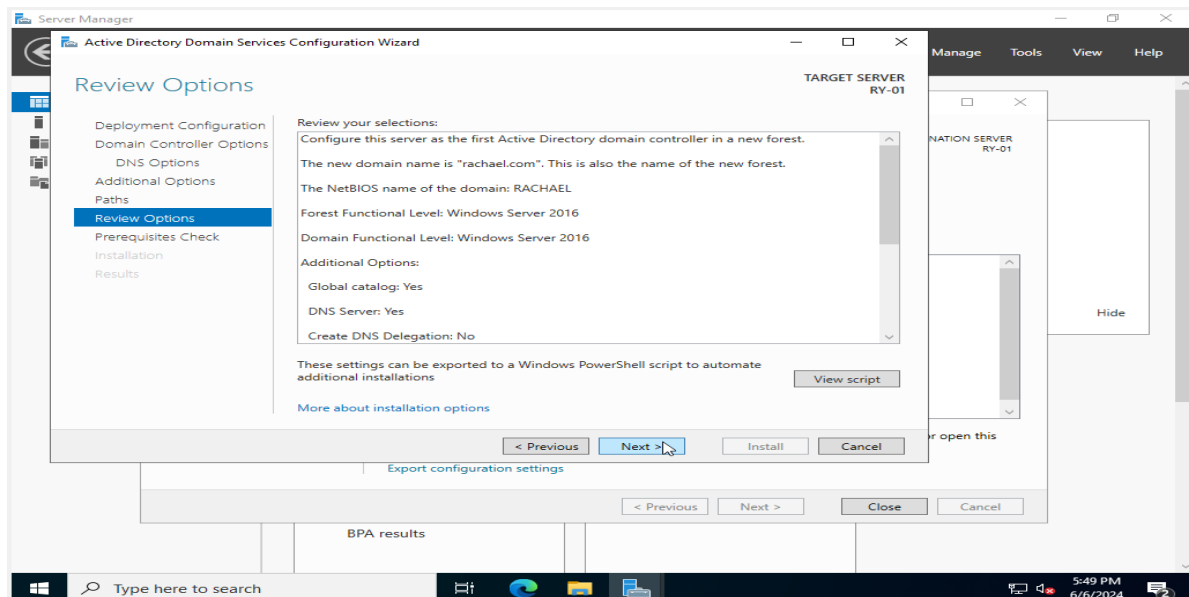 Server Manager
Active Directory Domain Services Configuration Wizard
Manage Tools View Help
Review Options
TARGET SERVER
RY-01
Deployment Configuration
Domain Controller Options
DNS Options
Additional Options
Paths
Review Options
Prerequisites Check
Installation
Results
Review your selections:
Configure this server as the first Active Directory domain controller in a new forest.
The new domain name is "rachael.com". This is also the name of the new forest.
The NetBIOS name of the domain: RACHAEL
Forest Functional Level: Windows Server 2016
Domain Functional Level: Windows Server 2016
Additional Options:
Global catalog: Yes
DNS Server: Yes
Create DNS Delegation: No
These settings can be exported to a Windows PowerShell script to automate
additional installations
View script
More about installation options
< Previous Next > Install Cancel
NATION SERVER
RY-01
Hide
or open this
Export configuration settings
< Previous Next > Close Cancel
BPA results
Type here to search
5:49 PM
6/6/2024
2